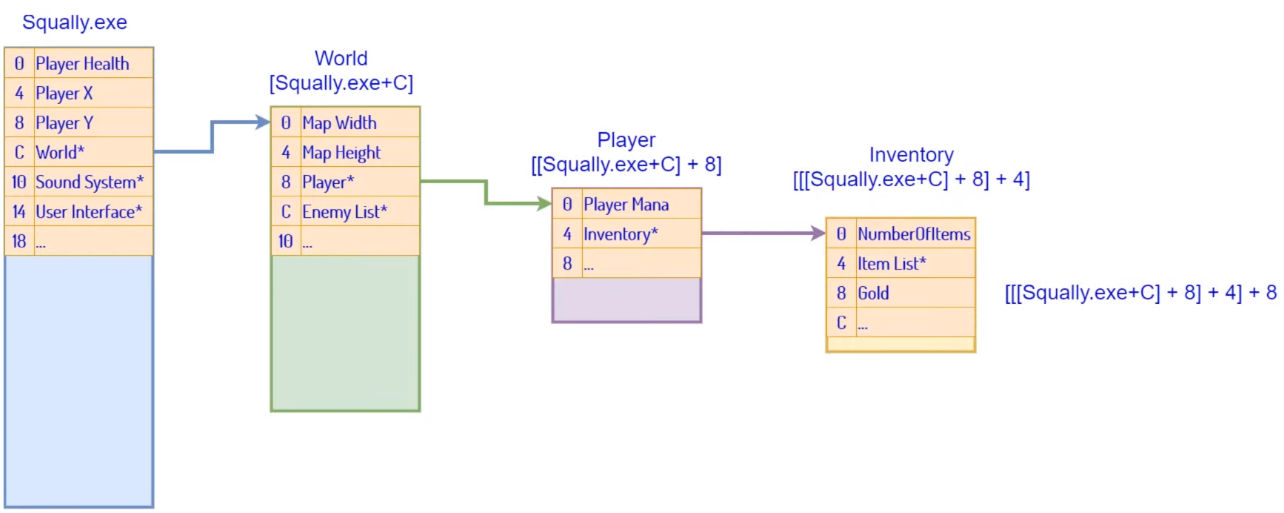 Squally.exe
0 Player Health
4 Player X
8 Player Y
C World*
10 Sound System*
14 User Interface*
18 ...
World
[Squally.exe+C]
0 Map Width
4 Map Height
8 Player*
C Enemy List*
10 ...
Player
[[Squally.exe+C] + 8]
0 Player Mana
4 Inventory*
8 ...
Inventory
[[[Squally.exe+C] + 8] + 4]
0 NumberOfItems
4 Item List*
8 Gold
C ...
[[[Squally.exe+C] + 8] + 4] + 8